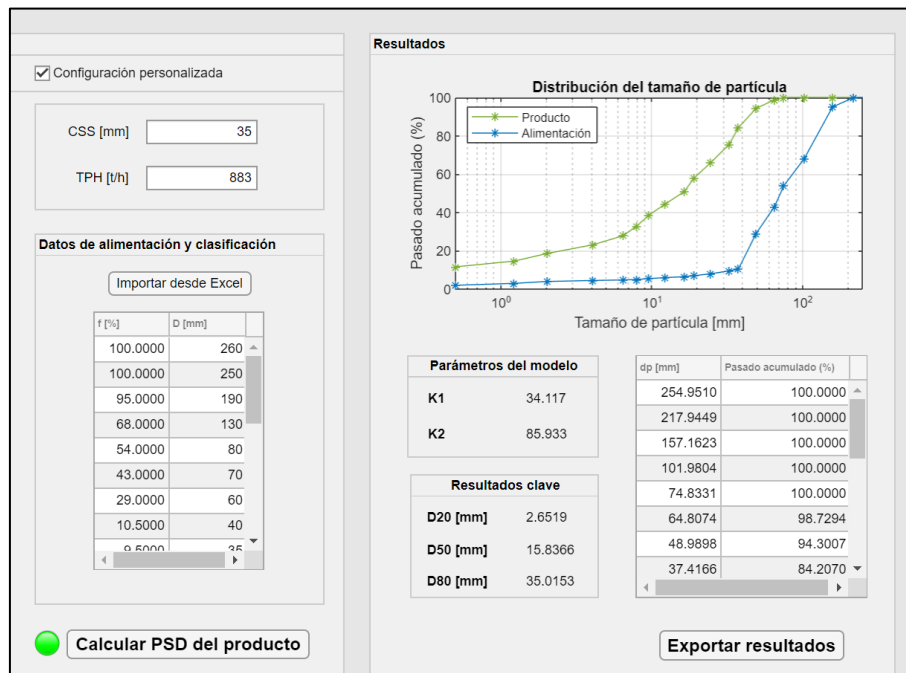 Configuración personalizada
CSS [mm] 35
TPH [t/h] 883
Datos de alimentación y clasificación
Importar desde Excel
f [%] D [mm]
100.0000 260
100.0000 250
95.0000 190
68.0000 130
54.0000 80
43.0000 70
29.0000 60
10.5000 40
9.5000 35
Calcular PSD del producto
Resultados
Distribución del tamaño de partícula
Pasado acumulado (%)
100
80
60
40
20
0
Producto
Alimentación
10⁰ 10¹ 10²
Tamaño de partícula [mm]
Parámetros del modelo
K1 34.117
K2 85.933
Resultados clave
D20 [mm] 2.6519
D50 [mm] 15.8366
D80 [mm] 35.0153
dp [mm] Pasado acumulado (%)
254.9510 100.0000
217.9449 100.0000
157.1623 100.0000
101.9804 100.0000
74.8331 100.0000
64.8074 98.7294
48.9898 94.3007
37.4166 84.2070
Exportar resultados